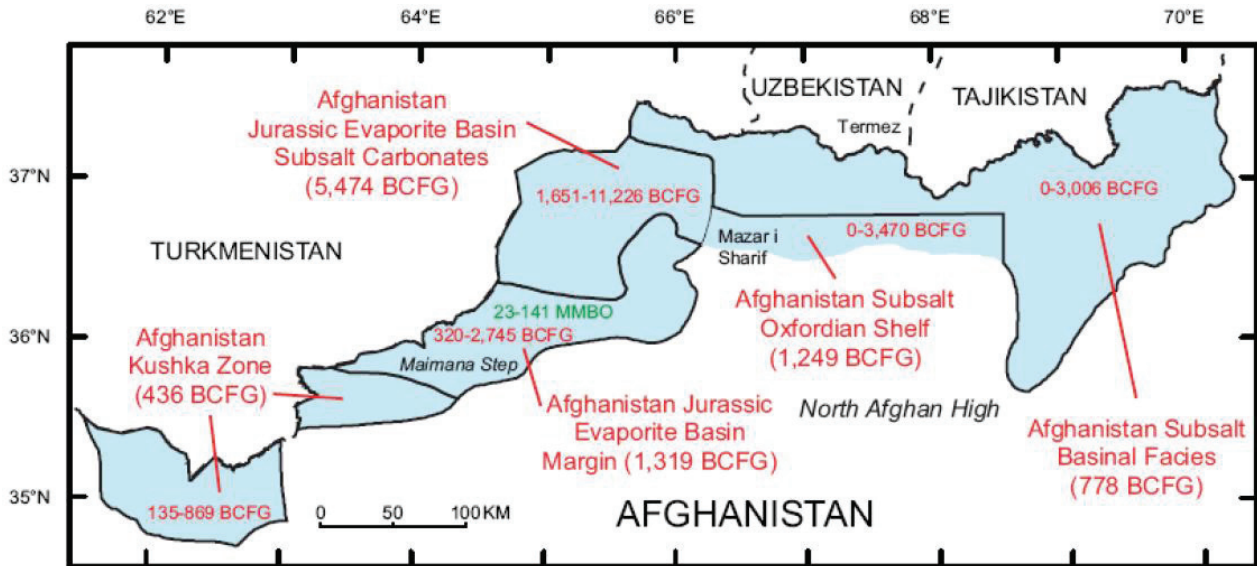 62°E
64°E
66°E
68°E
70°E
37°N
36°N
35°N
Afghanistan
Jurassic Evaporite Basin
Subsalt Carbonates
(5,474 BCFG)
UZBEKISTAN
TAJIKISTAN
Termez
1,651-11,226 BCFG
0-3,006 BCFG
TURKMENISTAN
Mazar i
Sharif
0-3,470 BCFG
23-141 MMBO
320-2,745 BCFG
Maimana Step
Afghanistan Subsalt
Oxfordian Shelf
(1,249 BCFG)
Afghanistan
Kushka Zone
(436 BCFG)
Afghanistan Jurassic
Evaporite Basin
Margin (1,319 BCFG)
North Afghan High
Afghanistan Subsalt
Basinal Facies
(778 BCFG)
135-869 BCFG
0 50 100 KM
AFGHANISTAN